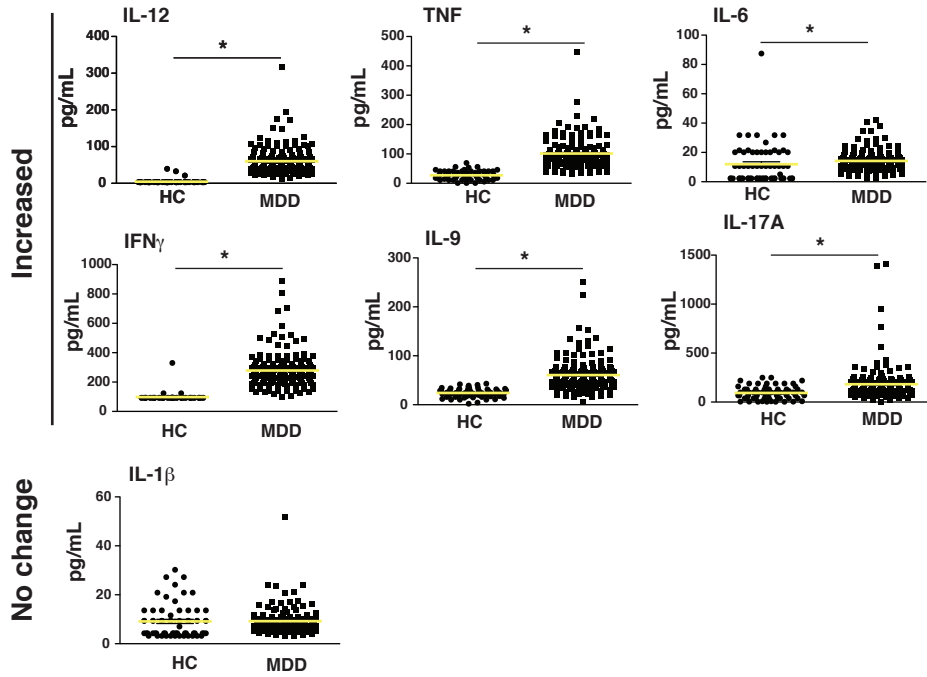 Increased
IL-12
pg/mL
400
300
200
100
0
*
HC
MDD
TNF
pg/mL
500
400
300
200
100
0
*
HC
MDD
IL-6
pg/mL
100
80
60
40
20
0
*
HC
MDD
IFNγ
pg/mL
1000
800
600
400
200
0
*
HC
MDD
IL-9
pg/mL
300
200
100
0
*
HC
MDD
IL-17A
pg/mL
1500
1000
500
0
*
HC
MDD
No change
IL-1β
pg/mL
60
40
20
0
HC
MDD